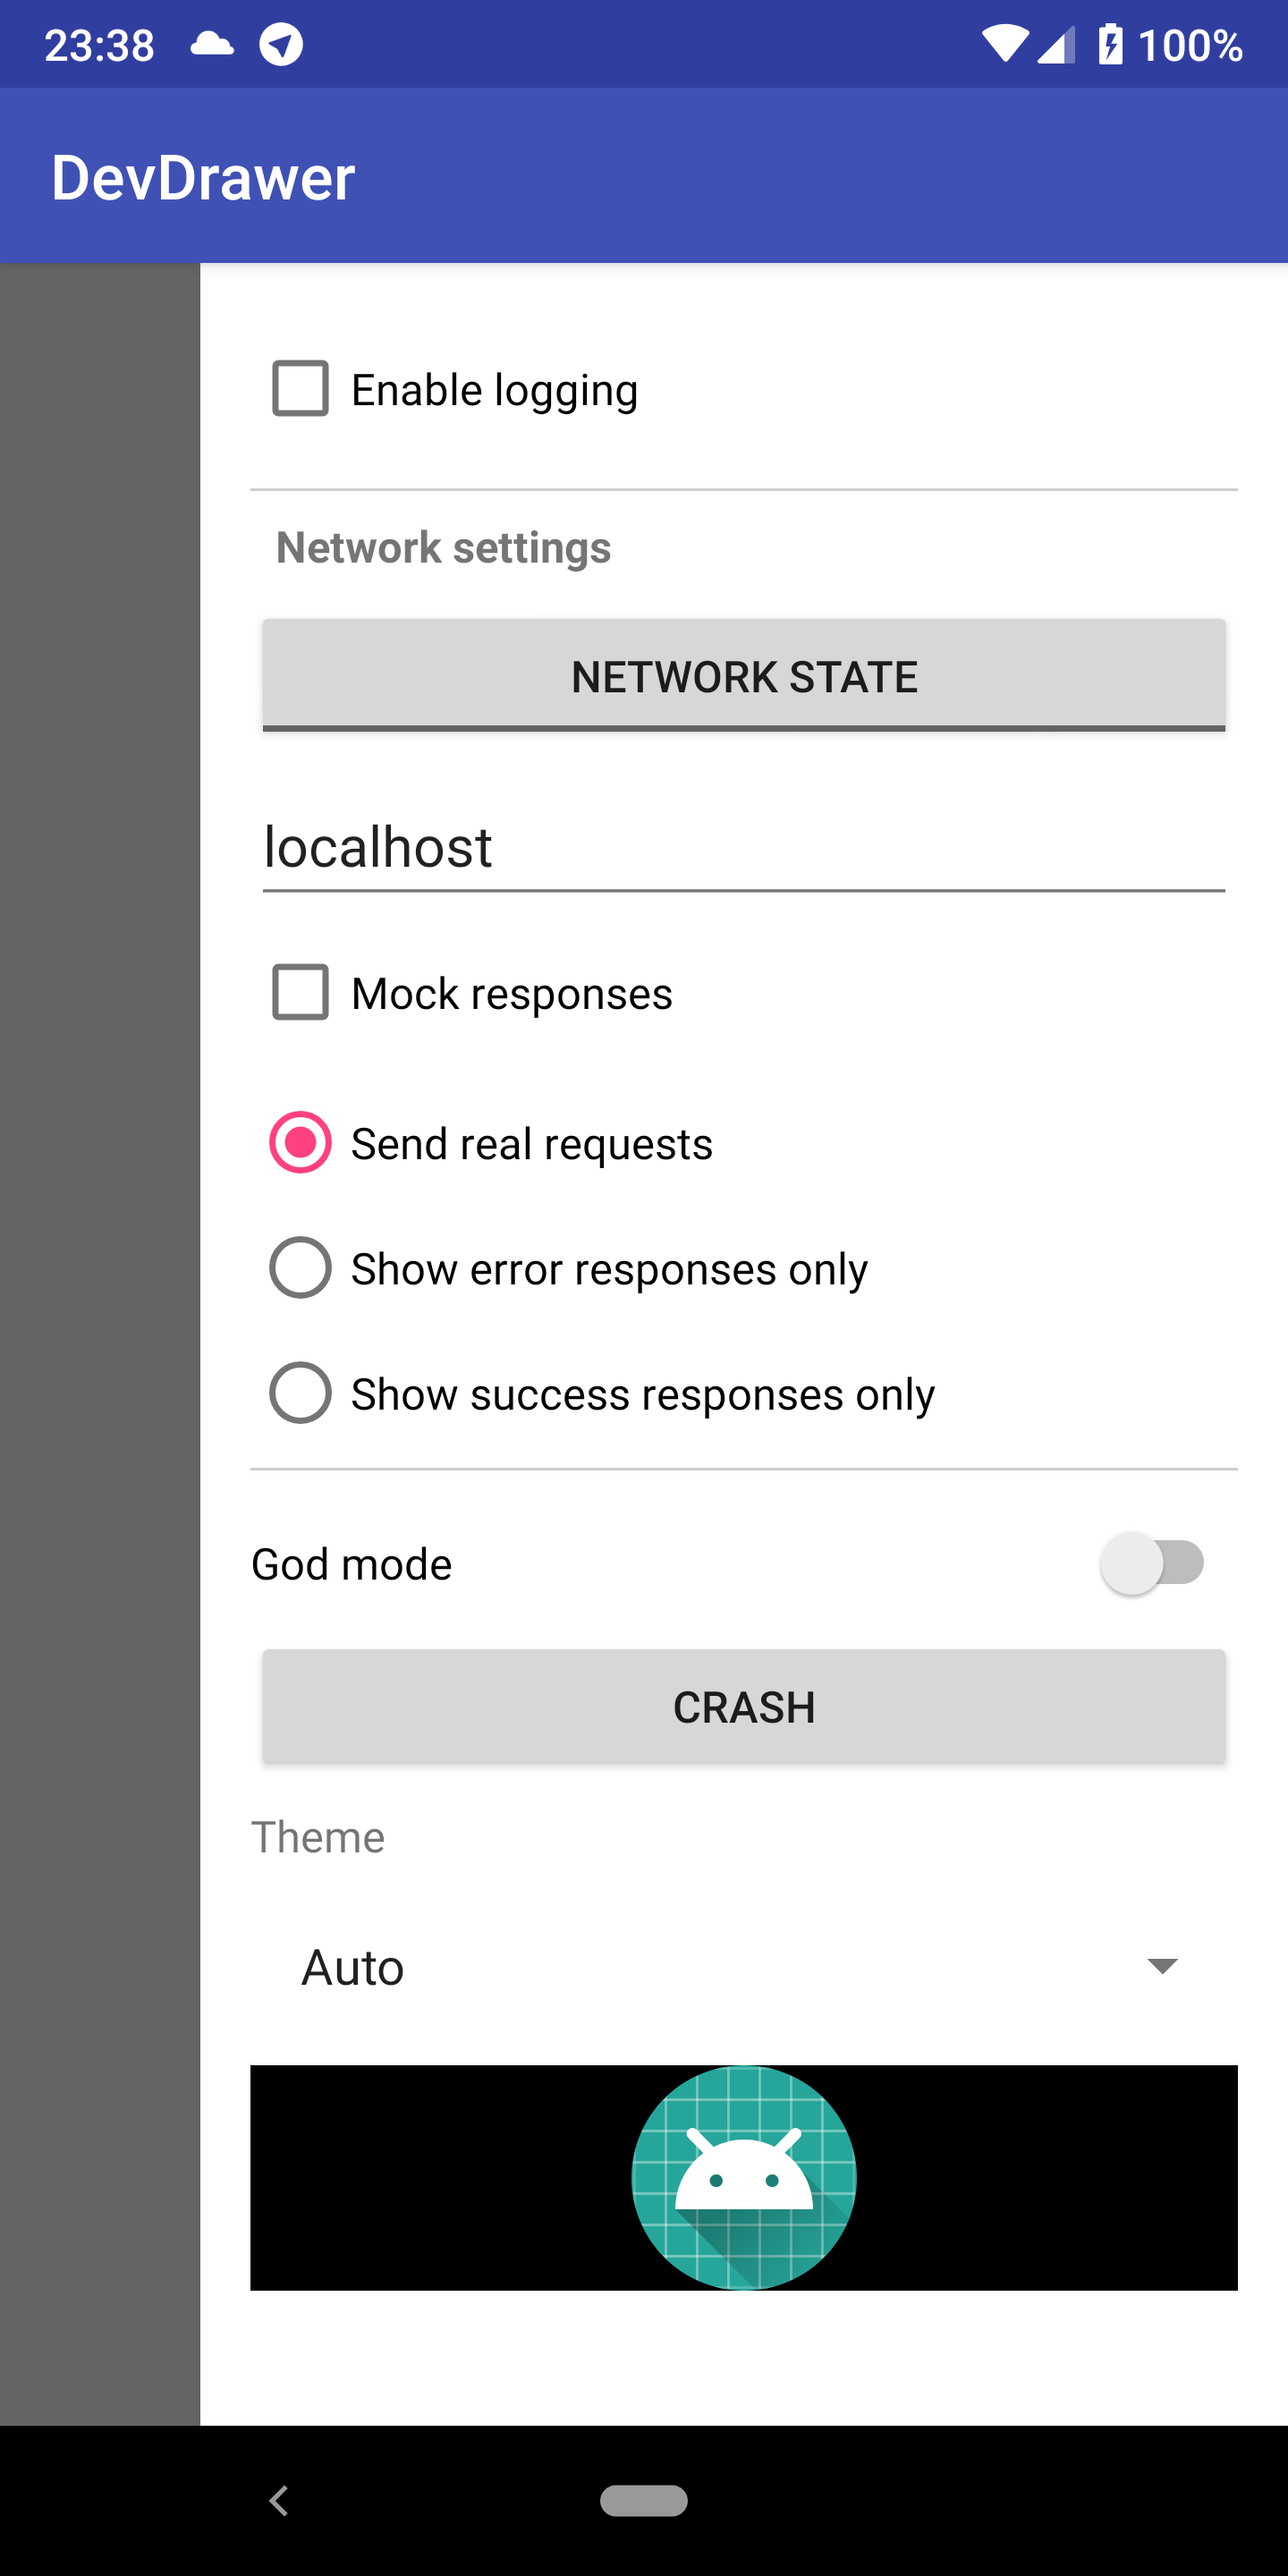 23:38 100%
DevDrawer
Enable logging
Network settings
NETWORK STATE
localhost
Mock responses
Send real requests
Show error responses only
Show success responses only
God mode
CRASH
Theme
Auto